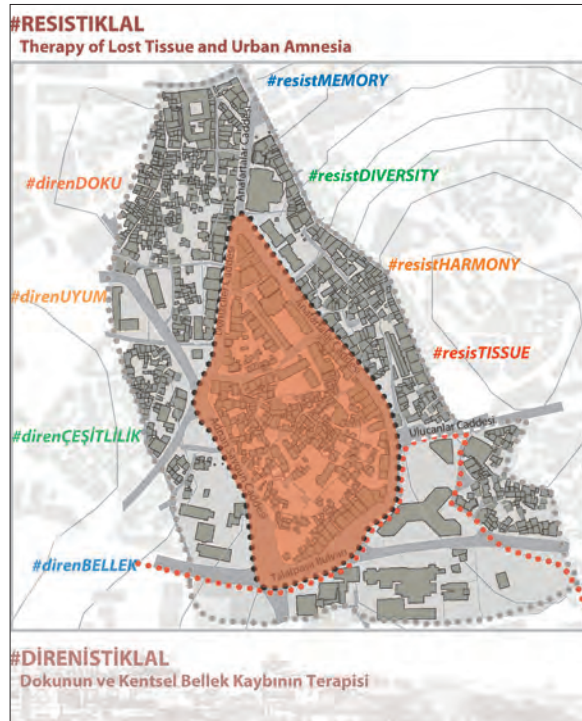 #RESISTIKLAL
Therapy of Lost Tissue and Urban Amnesia
#resistMEMORY
Anafartalar Caddesi
#direnDOKU
#resistDIVERSITY
#resistHARMONY
#direnUYUM
#resisTISSUE
Ulucanlar Caddesi
#direnÇEŞİTLİLİK
Talatpaşa Bulvarı
#direnBELLEK
#DİRENİSTİKLAL
Dokunun ve Kentsel Bellek Kaybının Terapisi